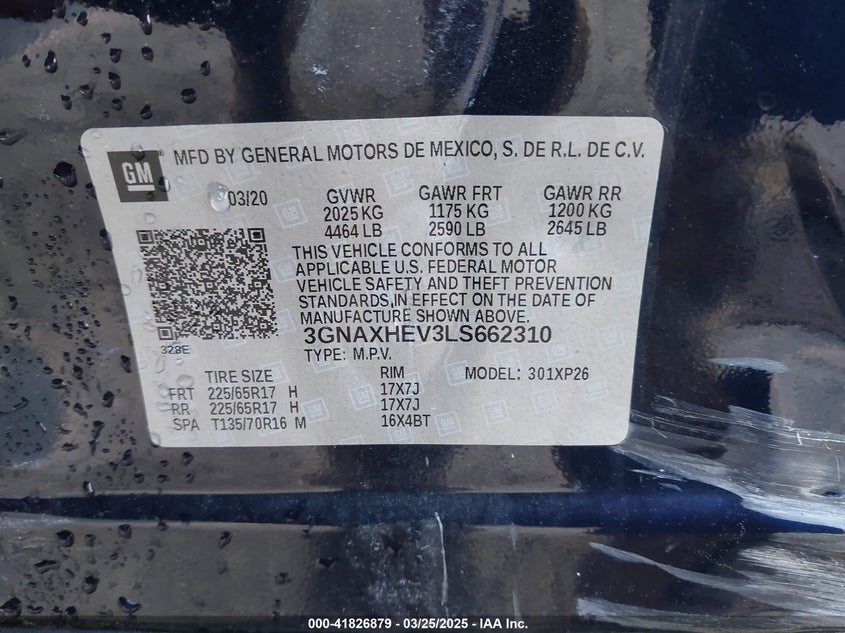 GM
MFD BY GENERAL MOTORS DE MEXICO, S. DE R.L. DE C.V.
03/20 GVWR GAWR FRT GAWR RR
2025 KG 1175 KG 1200 KG
4464 LB 2590 LB 2645 LB
THIS VEHICLE CONFORMS TO ALL
APPLICABLE U.S. FEDERAL MOTOR
VEHICLE SAFETY AND THEFT PREVENTION
STANDARDS, IN EFFECT ON THE DATE OF
MANUFACTURE SHOWN ABOVE.
3GNAXHEV3LS662310
328E TYPE: M.P.V.
TIRE SIZE RIM MODEL: 301XP26
FRT 225/65R17 H 17X7J
RR 225/65R17 H 17X7J
SPA T135/70R16 M 16X4BT
000-41826879 - 03/25/2025 - IAA Inc.